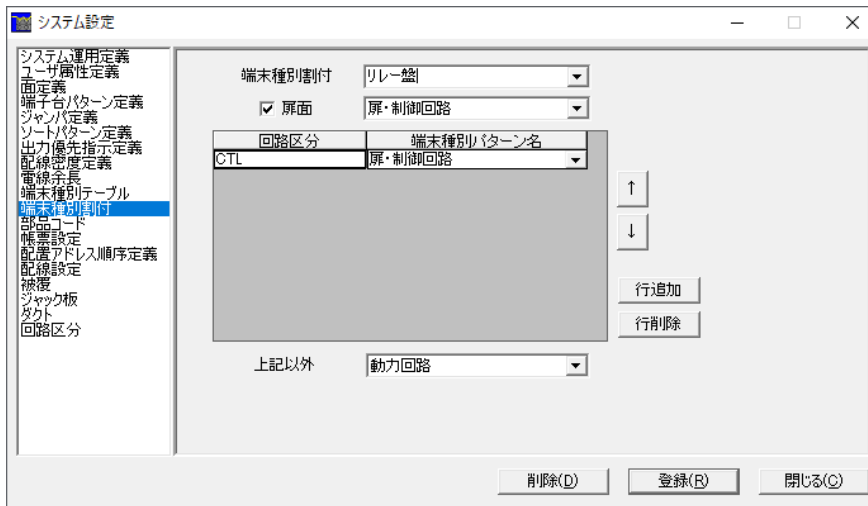 システム設定
システム運用定義
ユーザ属性定義
面定義
端子台パターン定義
ジャンパ定義
ソートパターン定義
出力優先指示定義
配線密度定義
電線余長
端末種別テーブル
端末種別割付
部品コード
帳票設定
配置アドレス順序定義
配線設定
被覆
ジャック板
ダクト
回路区分
端末種別割付 リレー盤
扉面 扉・制御回路
回路区分 端末種別パターン名
CTL 扉・制御回路
↑
↓
行追加
行削除
上記以外 動力回路
削除(D) 登録(R) 閉じる(C)